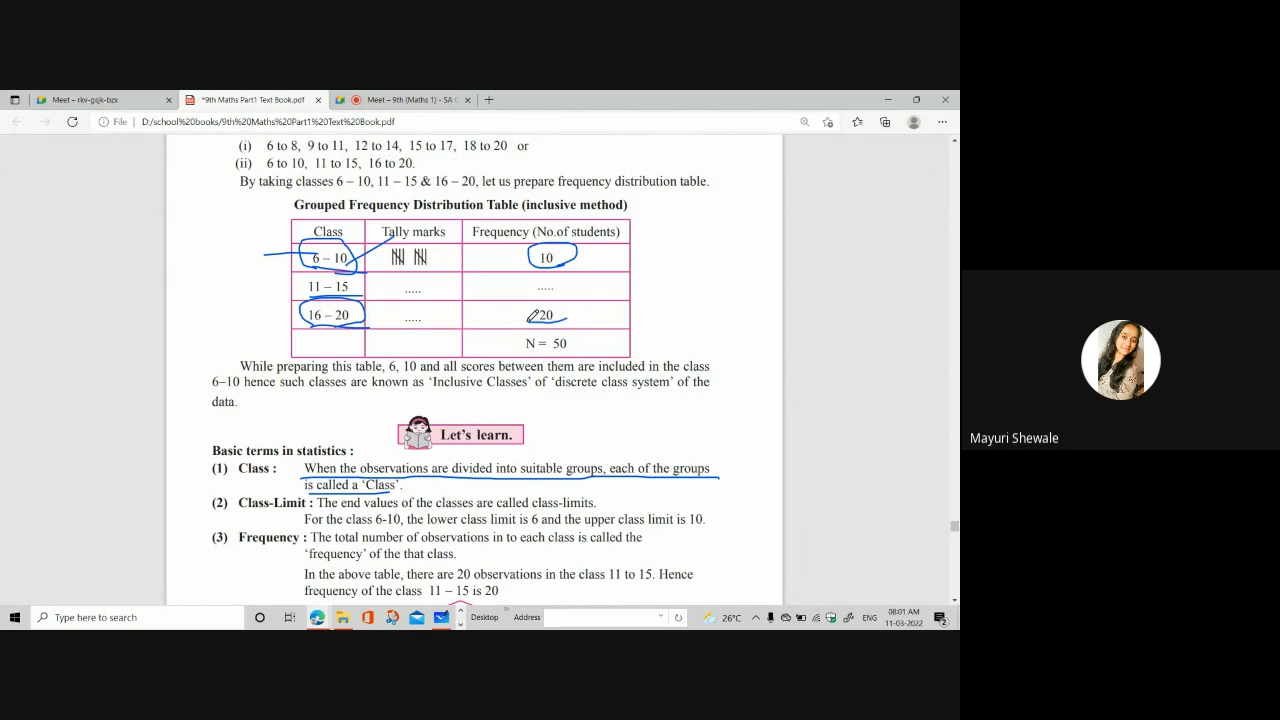 Meet – rkv-gsjk-bzx
*9th Maths Part1 Text Book.pdf
Meet – 9th (Maths 1) - SA
File
D:/school%20books/9th%20Maths%20Part1%20Text%20Book.pdf
(i) 6 to 8, 9 to 11, 12 to 14, 15 to 17, 18 to 20 or
(ii) 6 to 10, 11 to 15, 16 to 20.
By taking classes 6 – 10, 11 – 15 & 16 – 20, let us prepare frequency distribution table.
Grouped Frequency Distribution Table (inclusive method)
Class Tally marks Frequency (No.of students)
6 – 10 10
11 – 15 ..... .....
16 – 20 ..... 20
N = 50
While preparing this table, 6, 10 and all scores between them are included in the class
6–10 hence such classes are known as ‘Inclusive Classes’ of ‘discrete class system’ of the
data.
Let’s learn.
Basic terms in statistics :
(1) Class : When the observations are divided into suitable groups, each of the groups
is called a ‘Class’.
(2) Class-Limit : The end values of the classes are called class-limits.
For the class 6-10, the lower class limit is 6 and the upper class limit is 10.
(3) Frequency : The total number of observations in to each class is called the
‘frequency’ of the that class.
In the above table, there are 20 observations in the class 11 to 15. Hence
frequency of the class 11 – 15 is 20
Mayuri Shewale
Type here to search
Desktop
Address
26°C
ENG
08:01 AM
11-03-2022
2